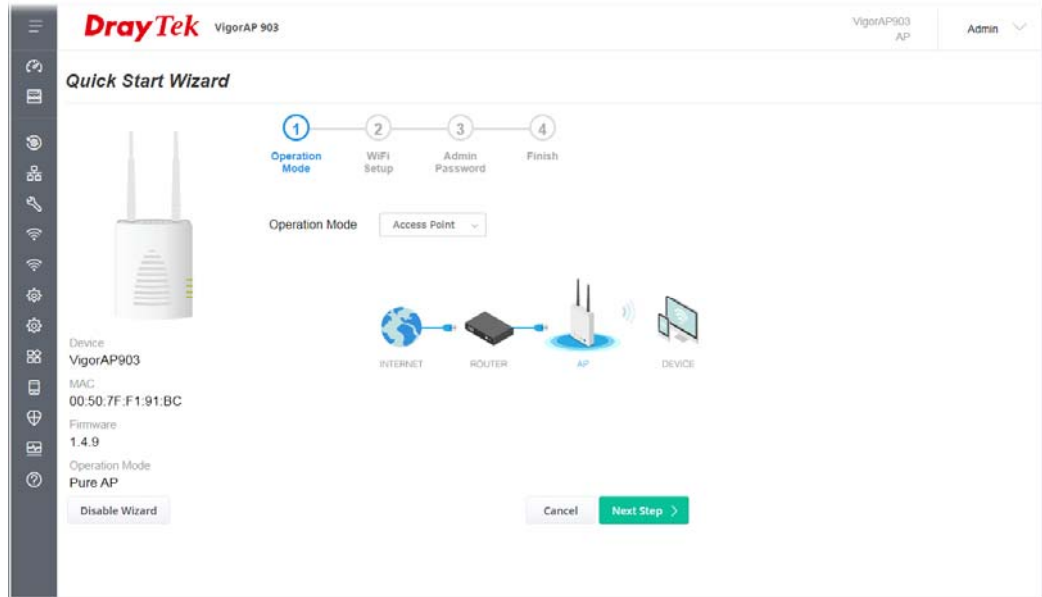 DrayTek VigorAP 903
VigorAP903
AP
Admin
Quick Start Wizard
1 2 3 4
Operation Mode WiFi Setup Admin Password Finish
Operation Mode Access Point
INTERNET ROUTER AP DEVICE
Device
VigorAP903
MAC
00:50:7F:F1:91:BC
Firmware
1.4.9
Operation Mode
Pure AP
Disable Wizard Cancel Next Step